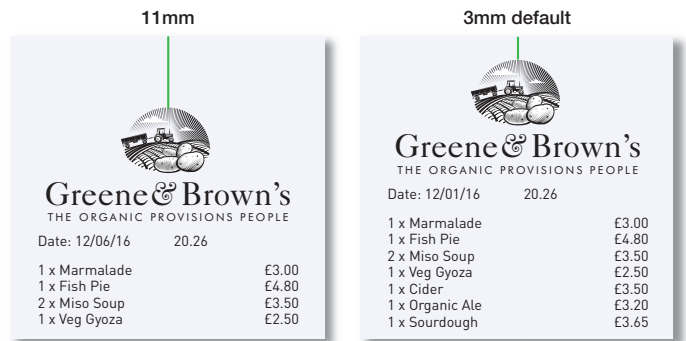 11mm
Greene & Brown's
THE ORGANIC PROVISIONS PEOPLE
Date: 12/06/16 20.26
1 x Marmalade £3.00
1 x Fish Pie £4.80
2 x Miso Soup £3.50
1 x Veg Gyoza £2.50
3mm default
Greene & Brown's
THE ORGANIC PROVISIONS PEOPLE
Date: 12/01/16 20.26
1 x Marmalade £3.00
1 x Fish Pie £4.80
2 x Miso Soup £3.50
1 x Veg Gyoza £2.50
1 x Cider £3.50
1 x Organic Ale £3.20
1 x Sourdough £3.65